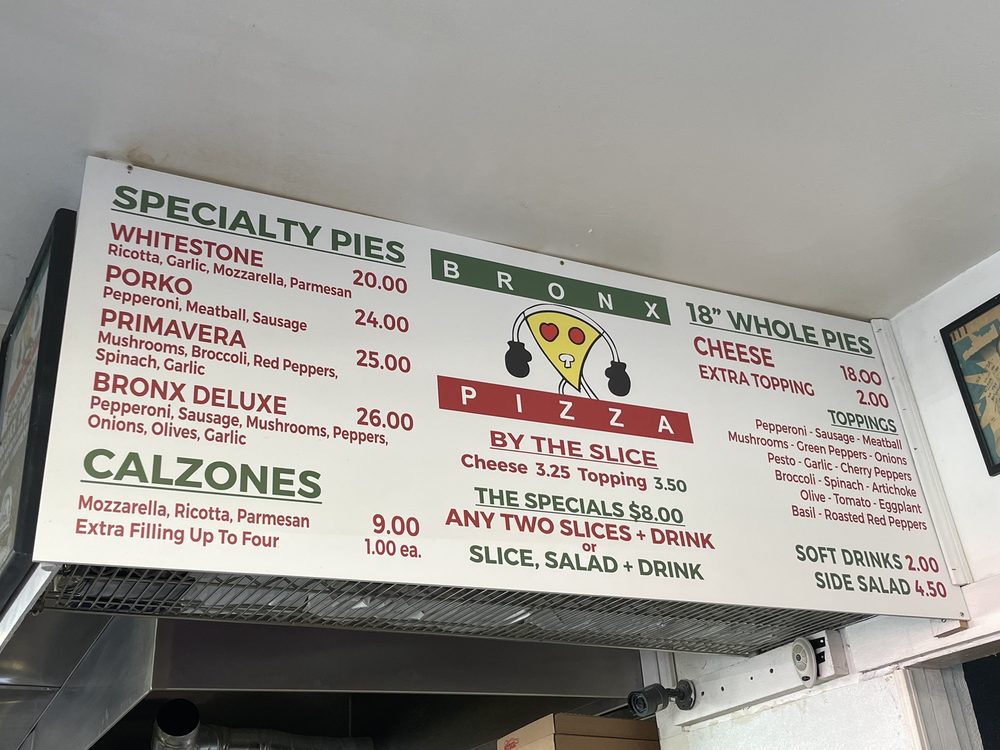 SPECIALTY PIES
WHITESTONE
Ricotta, Garlic, Mozzarella, Parmesan 20.00
PORKO
Pepperoni, Meatball, Sausage 24.00
PRIMAVERA
Mushrooms, Broccoli, Red Peppers, 25.00
Spinach, Garlic
BRONX DELUXE
Pepperoni, Sausage, Mushrooms, Peppers, 26.00
Onions, Olives, Garlic
CALZONES
Mozzarella, Ricotta, Parmesan 9.00
Extra Filling Up To Four 1.00 ea.
BRONX
PIZZA
BY THE SLICE
Cheese 3.25 Topping 3.50
THE SPECIALS $8.00
ANY TWO SLICES + DRINK
or
SLICE, SALAD + DRINK
18” WHOLE PIES
CHEESE 18.00
EXTRA TOPPING 2.00
TOPPINGS
Pepperoni - Sausage - Meatball
Mushrooms - Green Peppers - Onions
Pesto - Garlic - Cherry Peppers
Broccoli - Spinach - Artichoke
Olive - Tomato - Eggplant
Basil - Roasted Red Peppers
SOFT DRINKS 2.00
SIDE SALAD 4.50